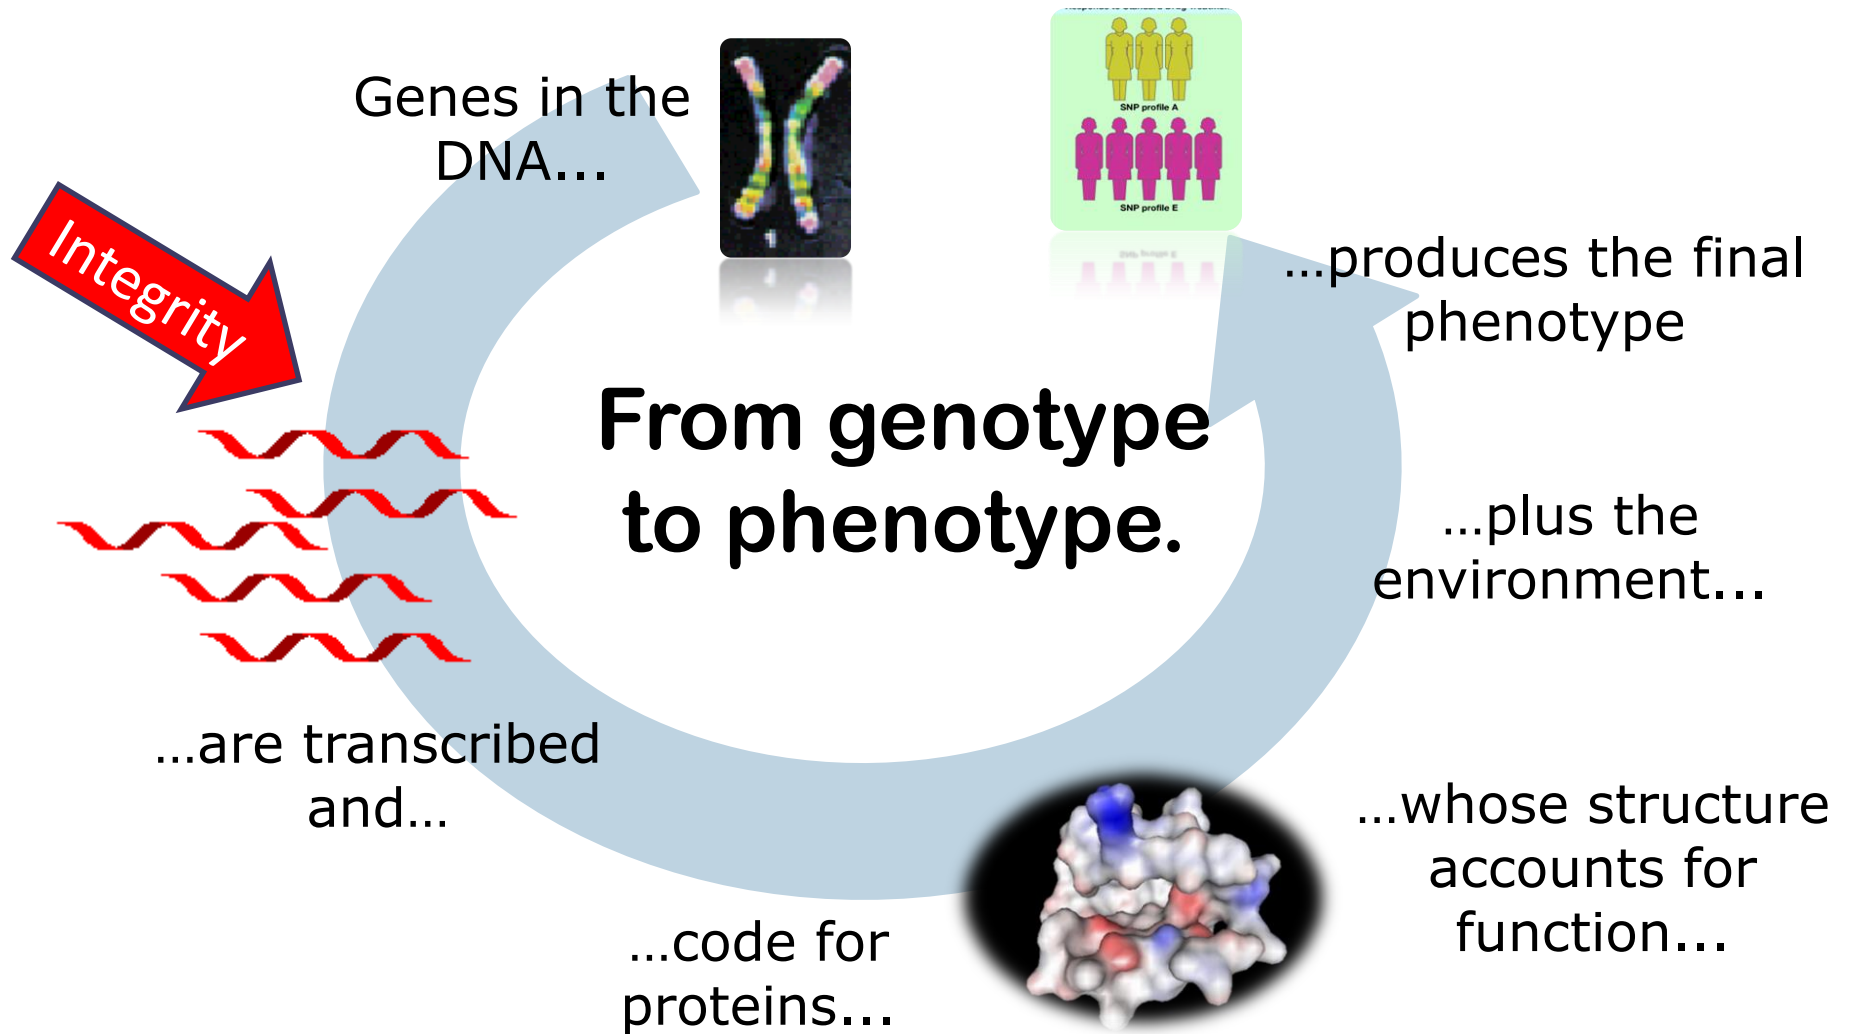 Genes in the
DNA...
Integrity
...are transcribed
and...
...code for
proteins...
...whose structure
accounts for
function...
...plus the
environment...
...produces the final
phenotype
From genotype
to phenotype.
SNP profile A
SNP profile E